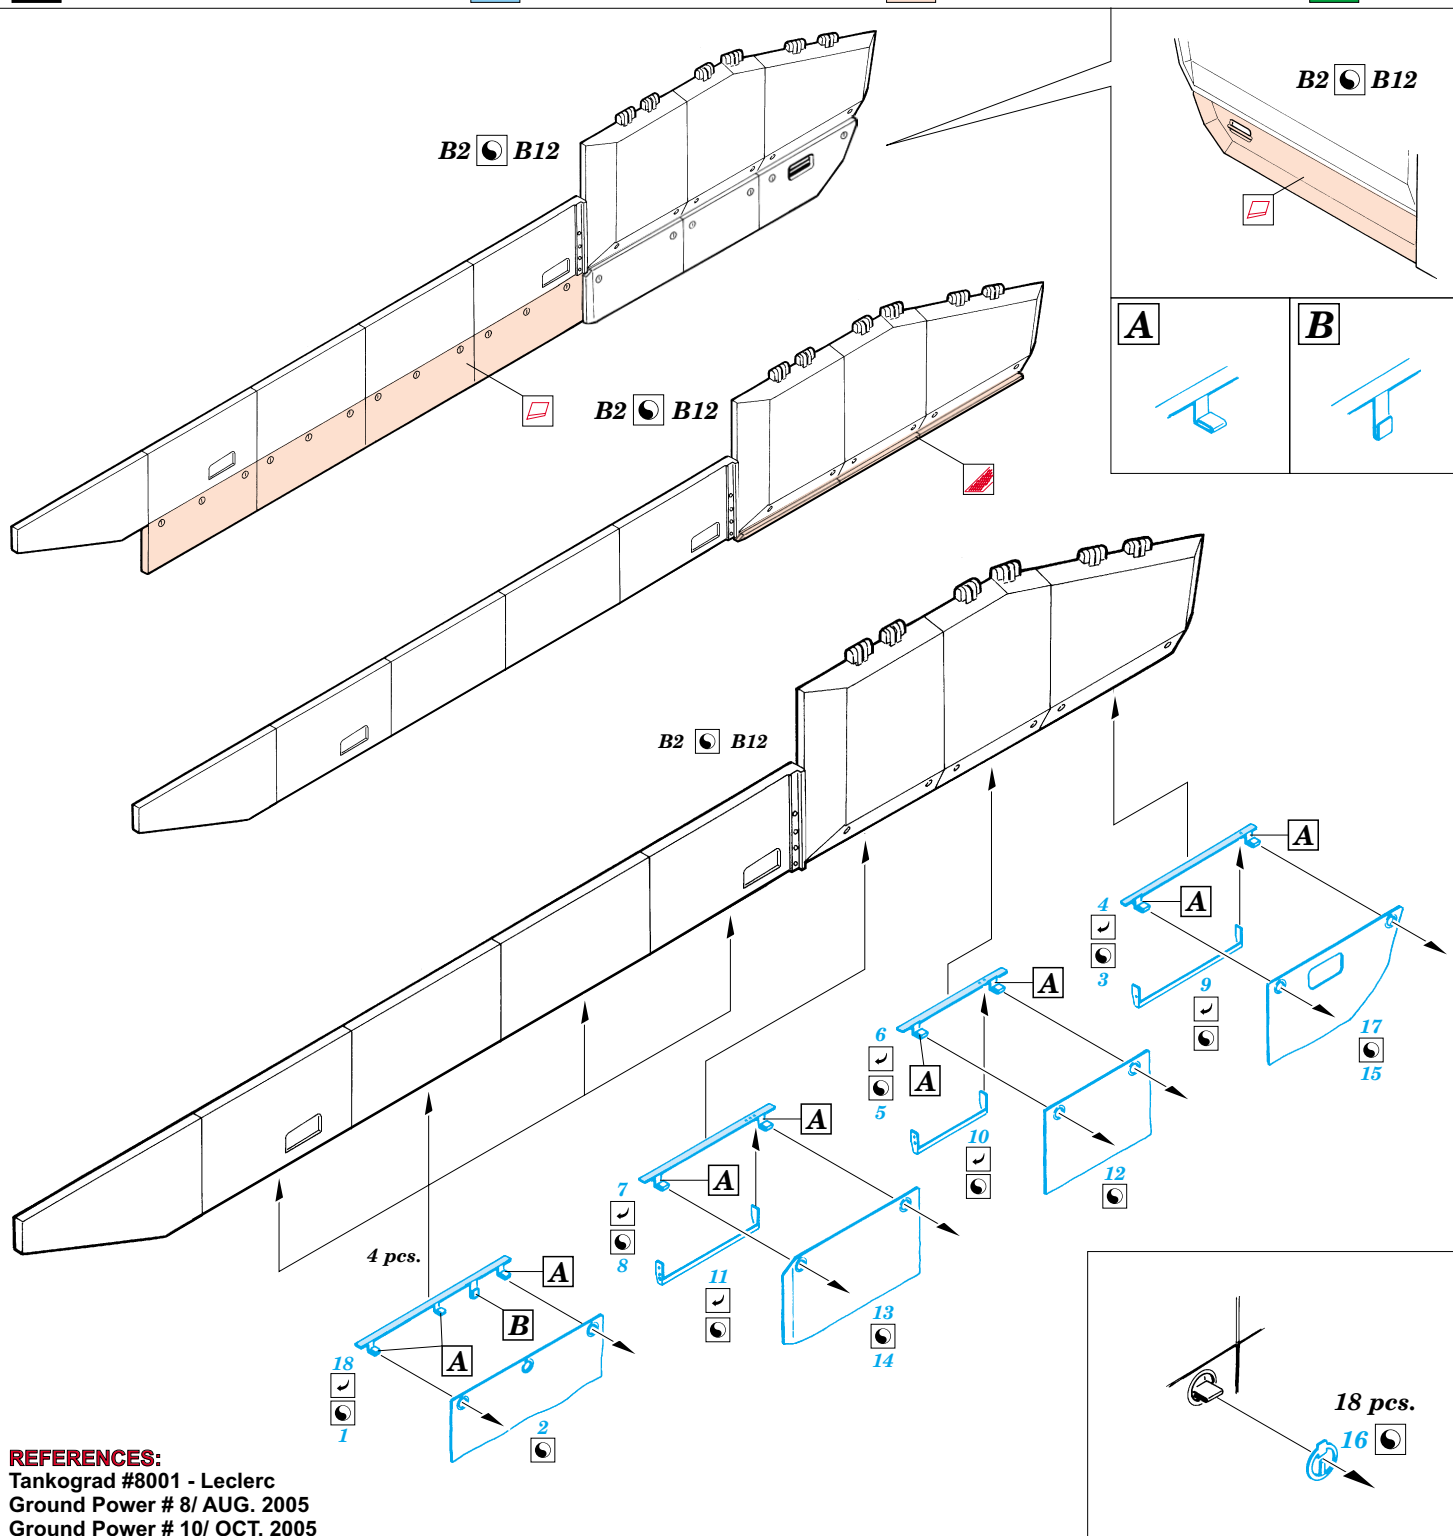 B2 B12
B2 B12
A
B
B2 B12
B2 B12
A
A
4
3
9
17
15
A
6
5
A
10
12
A
A
7
8
11
13
14
4 pcs.
A
B
A
18
1
2
18 pcs.
16
REFERENCES:
Tankograd #8001 - Leclerc
Ground Power # 8/ AUG. 2005
Ground Power # 10/ OCT. 2005